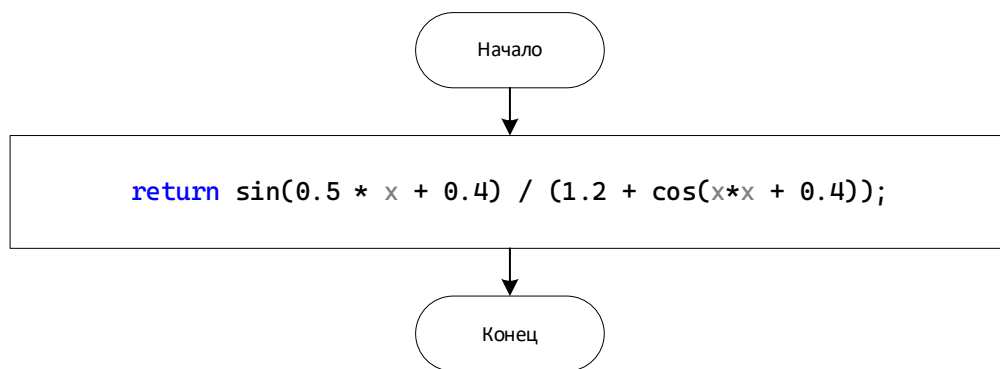 Начало
return sin(0.5 * x + 0.4) / (1.2 + cos(x*x + 0.4));
Конец